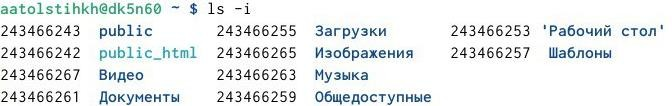 aatolstihkh@dk5n60 ~ $ ls -i
243466243 public 243466255 Загрузки 243466253 'Рабочий стол'
243466242 public_html 243466265 Изображения 243466257 Шаблоны
243466267 Видео 243466263 Музыка
243466261 Документы 243466259 Общедоступные